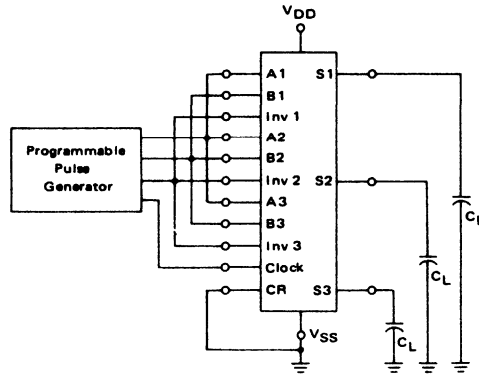 VDD
A1
S1
B1
Inv 1
A2
Programmable
Pulse
Generator
B2
Inv 2
S2
A3
B3
Inv 3
Clock
CR
S3
VSS
CL
CL